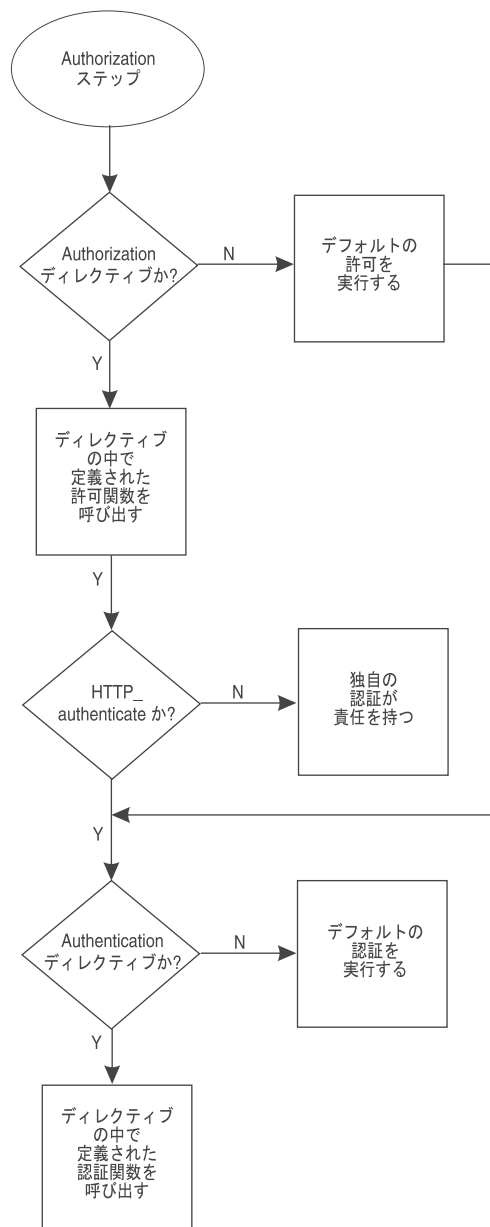 Authorization
ステップ
Authorization
ディレクティブか?
N
デフォルトの
許可を
実行する
Y
ディレクティブ
の中で
定義された
許可関数を
呼び出す
Y
HTTP_
authenticate か?
N
独自の
認証が
責任を持つ
Y
Authentication
ディレクティブか?
N
デフォルトの
認証を
実行する
Y
ディレクティブ
の中で
定義された
認証関数を
呼び出す